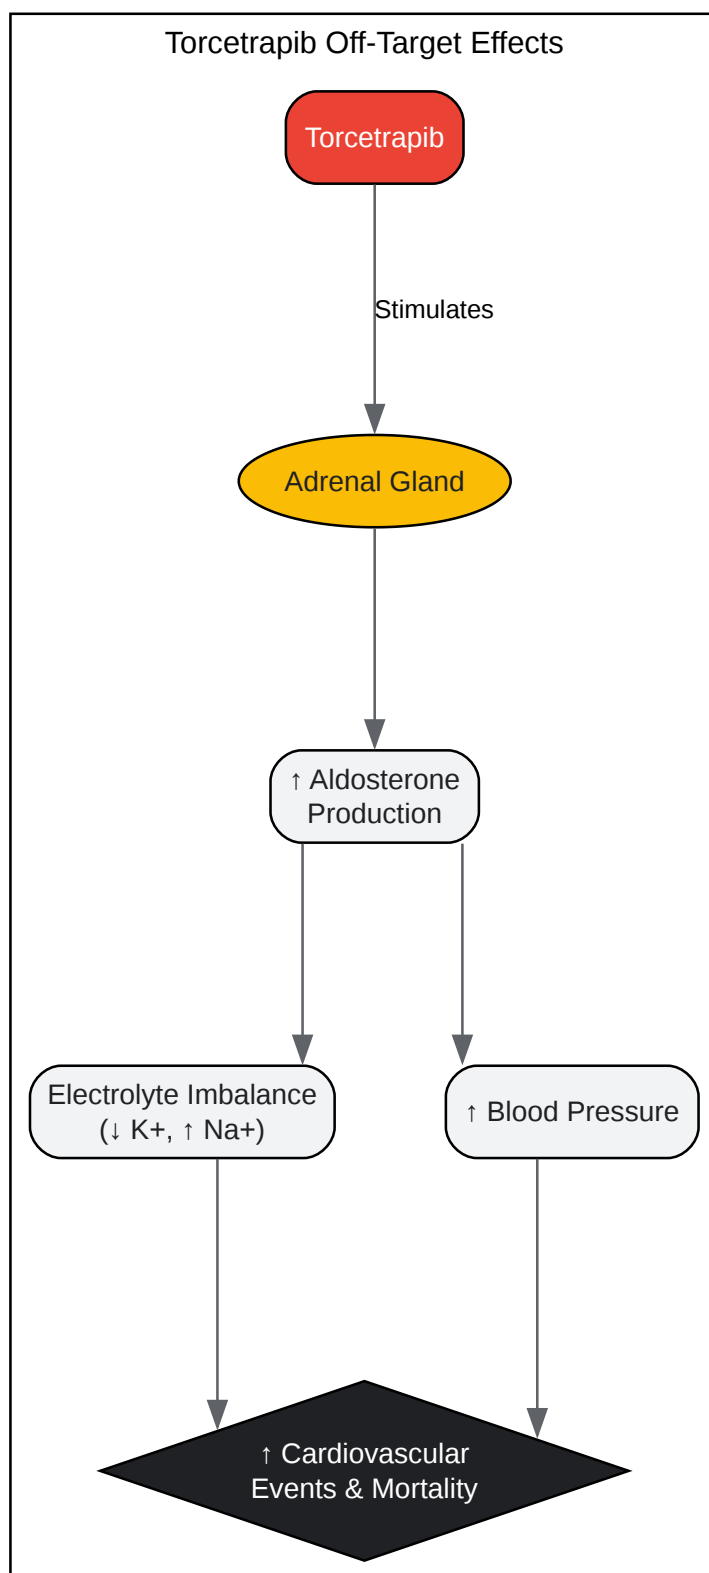 Torcetrapib Off-Target Effects
Torcetrapib
Stimulates
Adrenal Gland
↑ Aldosterone
Production
Electrolyte Imbalance
(↓ K+, ↑ Na+)
↑ Blood Pressure
↑ Cardiovascular
Events & Mortality